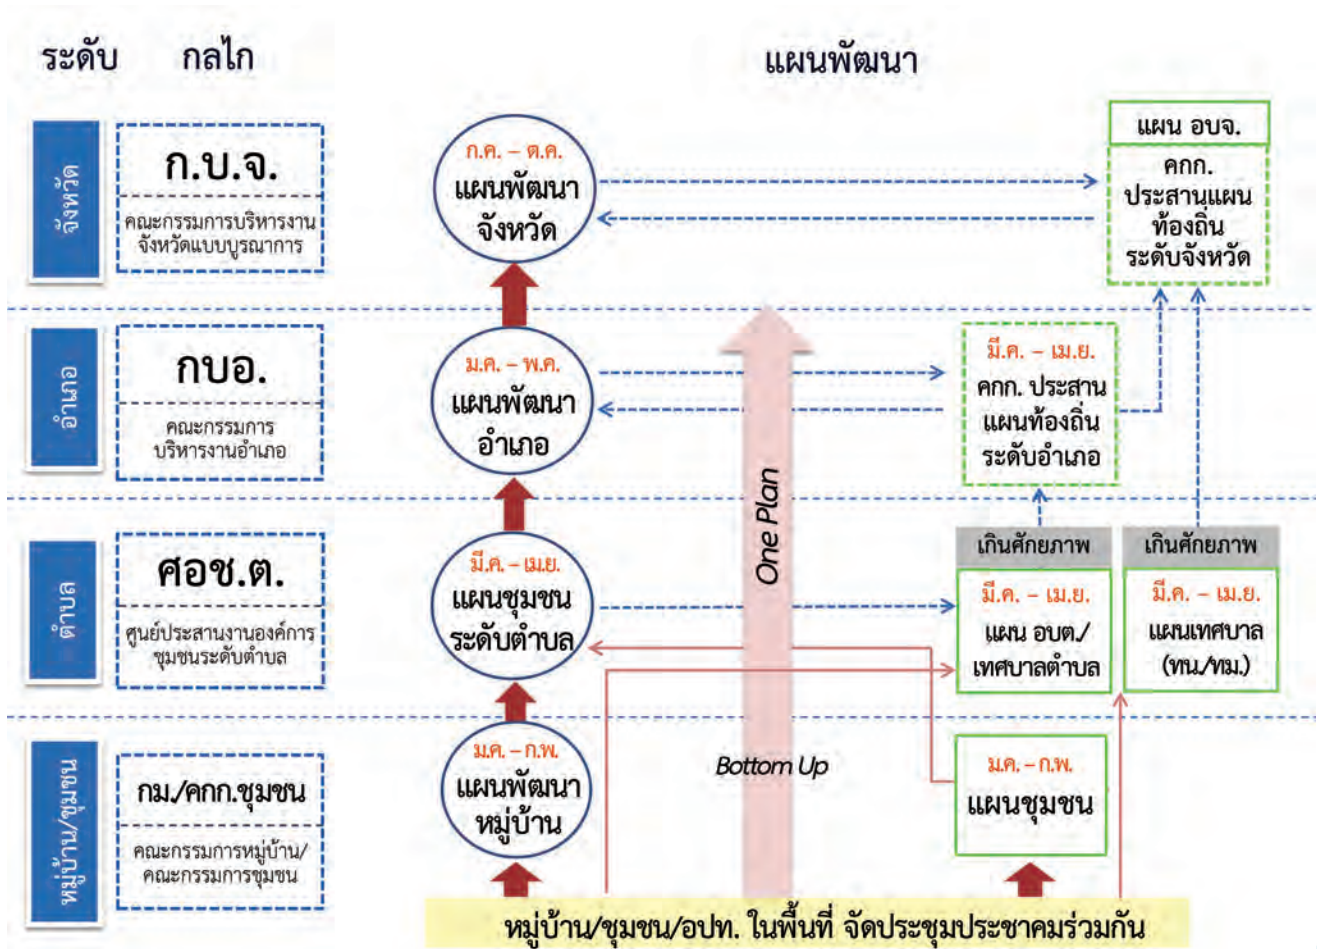 ระดับ กลไก แผนพัฒนา
จังหวัด
ก.บ.จ.
คณะกรรมการบริหารงาน
จังหวัดแบบบูรณาการ
ก.ค. – ต.ค.
แผนพัฒนา
จังหวัด
แผน อบจ.
คกก.
ประสานแผน
ท้องถิ่น
ระดับจังหวัด
อำเภอ
กบอ.
คณะกรรมการ
บริหารงานอำเภอ
ม.ค. – พ.ค.
แผนพัฒนา
อำเภอ
มี.ค. – เม.ย.
คกก. ประสาน
แผนท้องถิ่น
ระดับอำเภอ
One Plan
ตำบล
ศอช.ต.
ศูนย์ประสานงานองค์การ
ชุมชนระดับตำบล
มี.ค. – เม.ย.
แผนชุมชน
ระดับตำบล
เกินศักยภาพ
มี.ค. – เม.ย.
แผน อบต./
เทศบาลตำบล
เกินศักยภาพ
มี.ค. – เม.ย.
แผนเทศบาล
(ทน./ทม.)
หมู่บ้าน/ชุมชน
กม./คกก.ชุมชน
คณะกรรมการหมู่บ้าน/
คณะกรรมการชุมชน
ม.ค. – ก.พ.
แผนพัฒนา
หมู่บ้าน
Bottom Up
ม.ค. – ก.พ.
แผนชุมชน
หมู่บ้าน/ชุมชน/อปท. ในพื้นที่ จัดประชุมประชาคมร่วมกัน